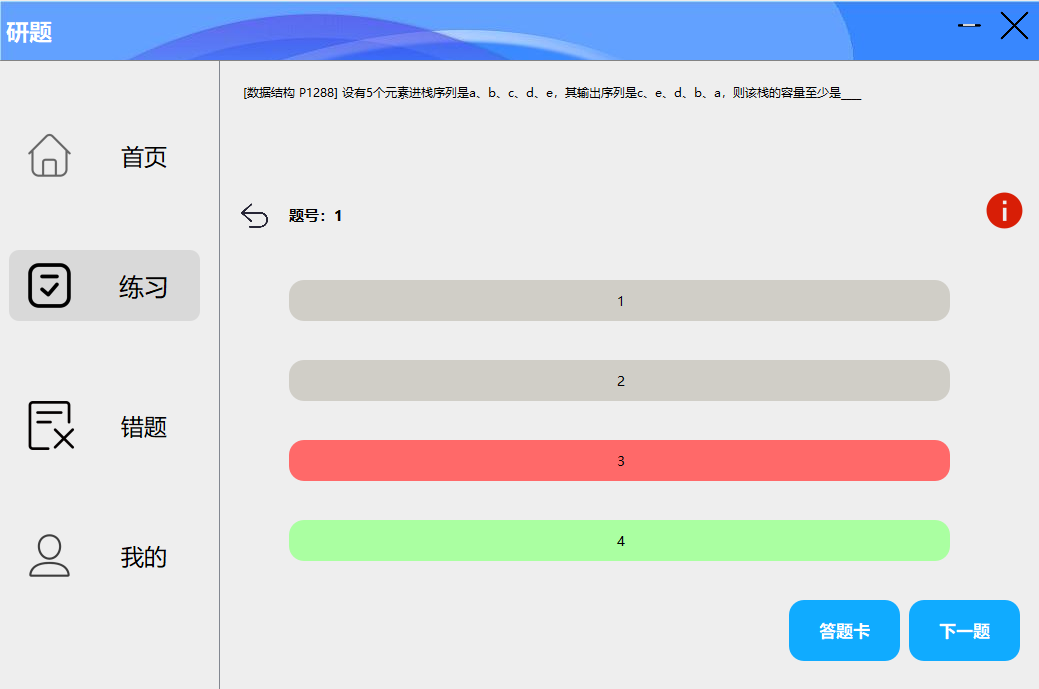 研题
[数据结构 P1288] 设有5个元素进栈序列是a、b、c、d、e，其输出序列是c、e、d、b、a，则该栈的容量至少是___
首页
题号：1
1
练习
2
错题
3
4
我的
答题卡 下一题